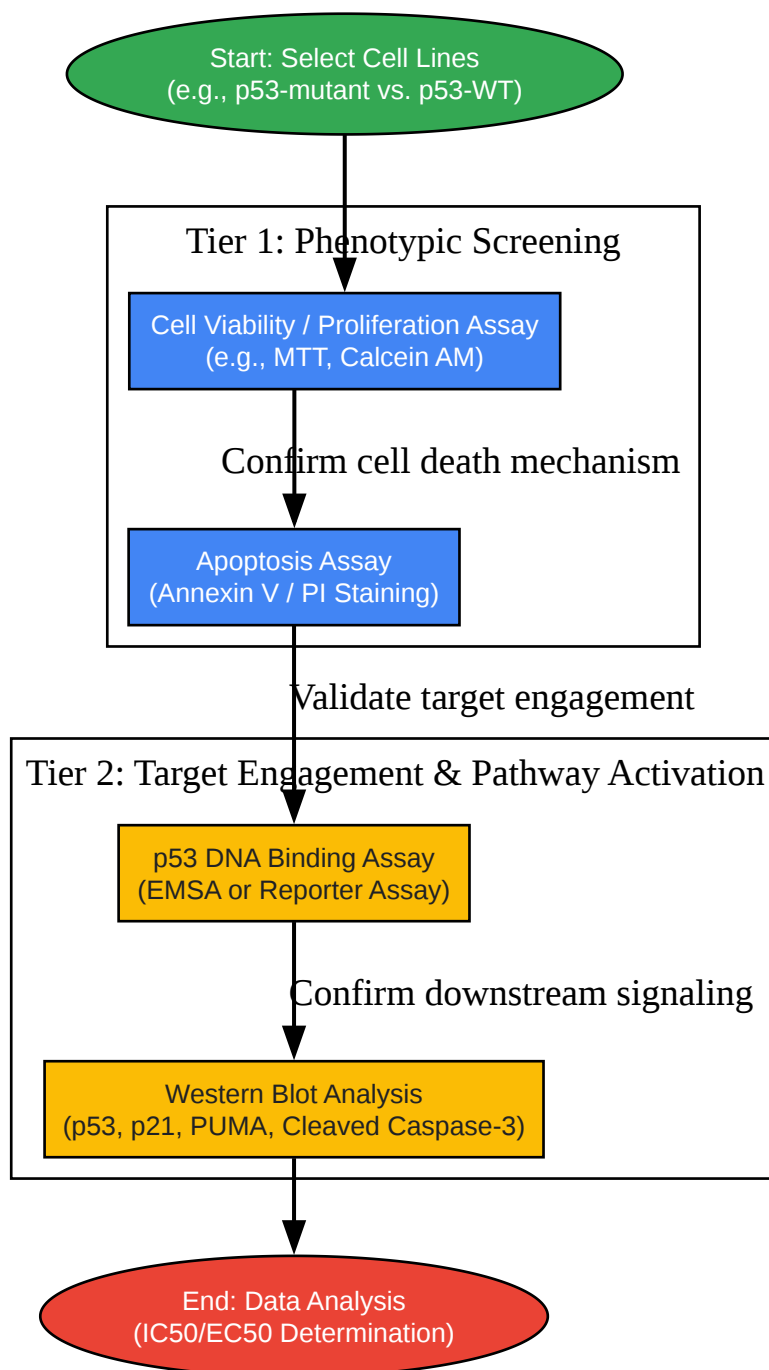 Start: Select Cell Lines
(e.g., p53-mutant vs. p53-WT)
Tier 1: Phenotypic Screening
Cell Viability / Proliferation Assay
(e.g., MTT, Calcein AM)
Confirm cell death mechanism
Apoptosis Assay
(Annexin V / PI Staining)
Validate target engagement
Tier 2: Target Engagement & Pathway Activation
p53 DNA Binding Assay
(EMSA or Reporter Assay)
Confirm downstream signaling
Western Blot Analysis
(p53, p21, PUMA, Cleaved Caspase-3)
End: Data Analysis
(IC50/EC50 Determination)